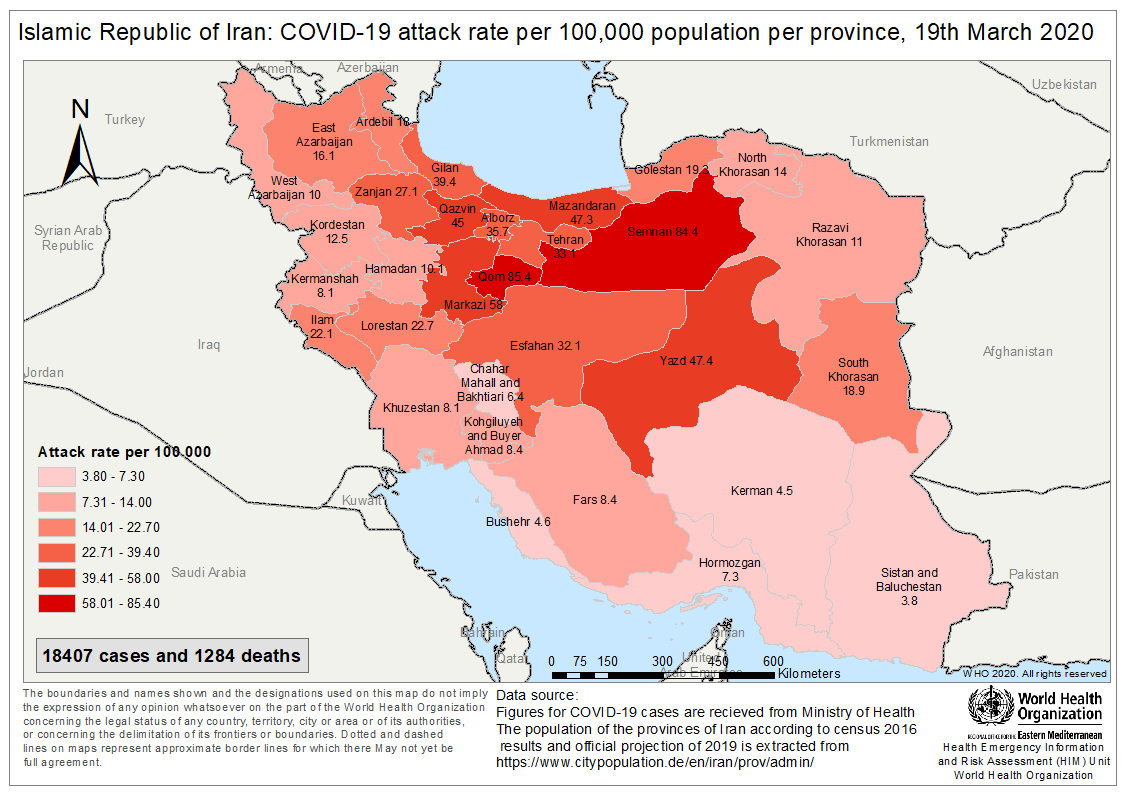 Islamic Republic of Iran: COVID-19 attack rate per 100,000 population per province, 19th March 2020
Armenia
Azerbaijan
Uzbekistan
N
Turkey
Turkmenistan
Ardebil 18
East
Azarbaijan
16.1
Gilan
39.4
Golestan 19.3
North
Khorasan 14
West
Azarbaijan 10
Zanjan 27.1
Qazvin
45
Alborz
35.7
Mazandaran
47.3
Syrian Arab
Republic
Kordestan
12.5
Tehran
33.1
Semnan 84.4
Razavi
Khorasan 11
Hamadan 10.1
Kermanshah
8.1
Qom 85.4
Markazi 58
Ilam
22.1
Lorestan 22.7
Iraq
Esfahan 32.1
Yazd 47.4
South
Khorasan
18.9
Afghanistan
Jordan
Chahar
Mahall and
Bakhtiari 6.4
Khuzestan 8.1
Kohgiluyeh
and Buyer
Ahmad 8.4
Attack rate per 100,000
3.80 - 7.30
7.31 - 14.00
14.01 - 22.70
22.71 - 39.40
39.41 - 58.00
58.01 - 85.40
Kuwait
Fars 8.4
Kerman 4.5
Bushehr 4.6
Saudi Arabia
Hormozgan
7.3
Sistan and
Baluchestan
3.8
Pakistan
Bahrain
Qatar
Oman
United
Arab Emirates
18407 cases and 1284 deaths
0 75 150 300 450 600
Kilometers
WHO 2020. All rights reserved
The boundaries and names shown and the designations used on this map do not imply
the expression of any opinion whatsoever on the part of the World Health Organization
concerning the legal status of any country, territory, city or area or of its authorities,
or concerning the delimitation of its frontiers or boundaries. Dotted and dashed
lines on maps represent approximate border lines for which there May not yet be
full agreement.
Data source:
Figures for COVID-19 cases are recieved from Ministry of Health
The population of the provinces of Iran according to census 2016
results and official projection of 2019 is extracted from
https://www.citypopulation.de/en/iran/prov/admin/
World Health
Organization
REGIONAL OFFICE FOR THE Eastern Mediterranean
Health Emergency Information
and Risk Assessment (HIM) Unit
World Health Organization